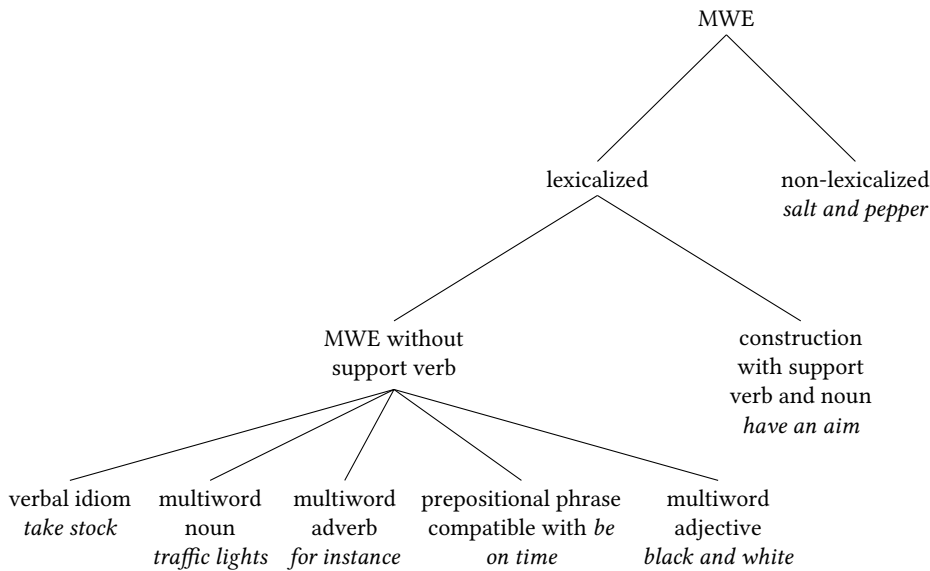 MWE
lexicalized
non-lexicalized
salt and pepper
MWE without
support verb
construction
with support
verb and noun
have an aim
verbal idiom
take stock
multiword
noun
traffic lights
multiword
adverb
for instance
prepositional phrase
compatible with be
on time
multiword
adjective
black and white